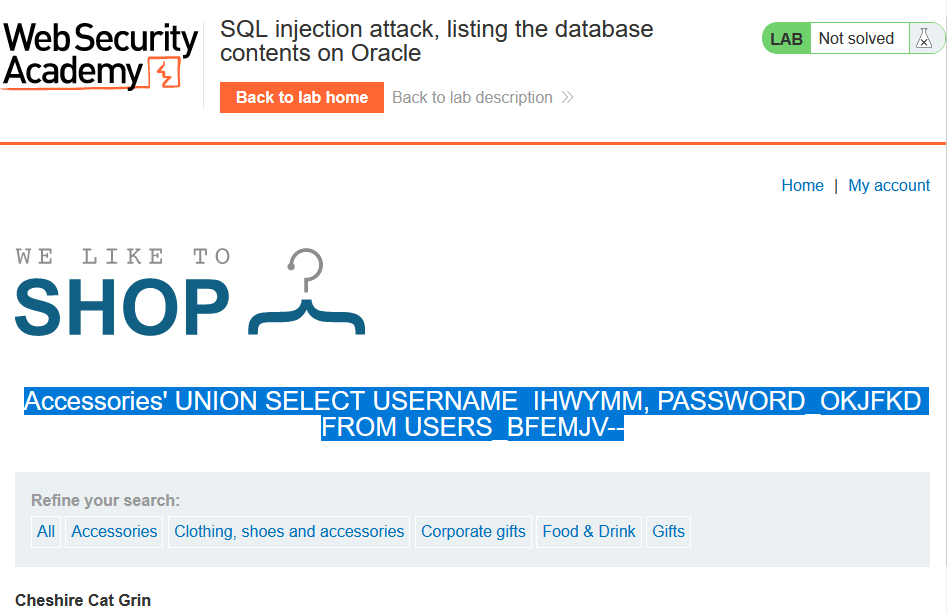 Web Security
Academy
SQL injection attack, listing the database
contents on Oracle
LAB Not solved
Back to lab home Back to lab description
Home | My account
WE LIKE TO
SHOP
Accessories' UNION SELECT USERNAME_IHWYMM, PASSWORD_OKJFKD
FROM USERS_BFEMJV--
Refine your search:
All Accessories Clothing, shoes and accessories Corporate gifts Food & Drink Gifts
Cheshire Cat Grin